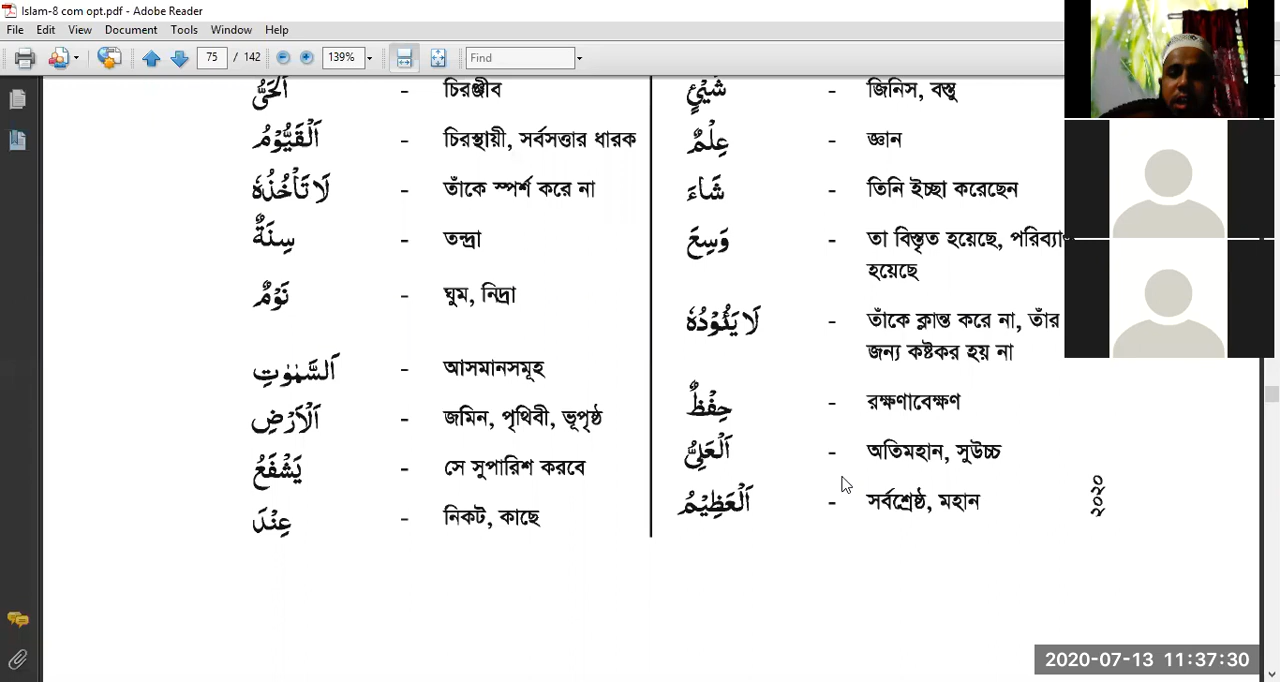 Islam-8 com opt.pdf - Adobe Reader
File Edit View Document Tools Window Help
75 / 142 139% Find
اَلْحَىُّ - চিরঞ্জীব
اَلْقَيُّوْمُ - চিরস্থায়ী, সর্বসত্তার ধারক
لَا تَأْخُذُهٗ - তাঁকে স্পর্শ করে না
سِنَةٌ - তন্দ্রা
نَوْمٌ - ঘুম, নিদ্রা
اَلسَّمٰوٰتِ - আসমানসমূহ
اَلْاَرْضِ - জমিন, পৃথিবী, ভূপৃষ্ঠ
يَشْفَعُ - সে সুপারিশ করবে
عِنْدَ - নিকট, কাছে
شَيْئٍ - জিনিস, বস্তু
عِلْمٌ - জ্ঞান
شَاءَ - তিনি ইচ্ছা করেছেন
وَسِعَ - তা বিস্তৃত হয়েছে,
হয়েছে
لَا يَئُوْدُهٗ - তাঁকে ক্লান্ত করে না, তাঁর
জন্য কষ্টকর হয় না
حِفْظٌ - রক্ষণাবেক্ষণ
اَلْعَلِىُّ - অতিমহান, সুউচ্চ
اَلْعَظِيْمُ - সর্বশ্রেষ্ঠ, মহান
২০২০
2020-07-13 11:37:30